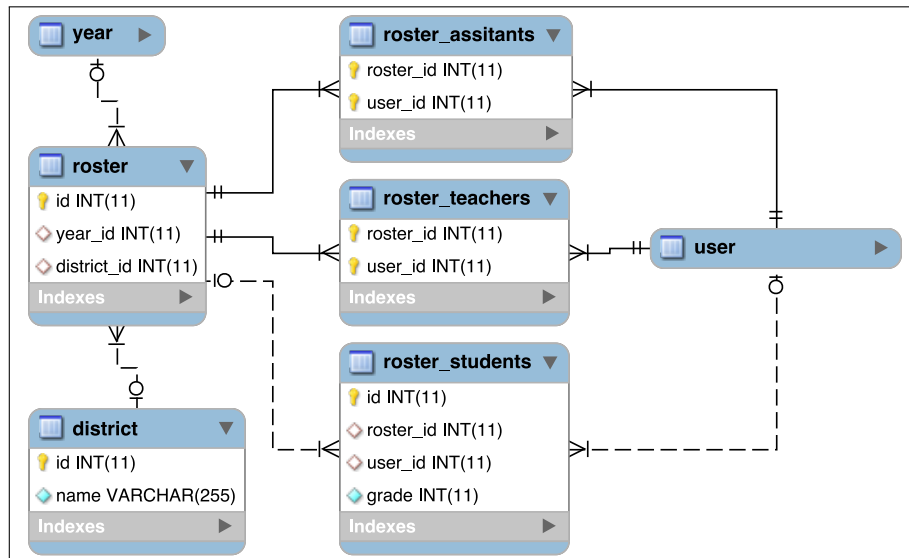 year
roster
id INT(11)
year_id INT(11)
district_id INT(11)
Indexes
district
id INT(11)
name VARCHAR(255)
Indexes
roster_assitants
roster_id INT(11)
user_id INT(11)
Indexes
roster_teachers
roster_id INT(11)
user_id INT(11)
Indexes
roster_students
id INT(11)
roster_id INT(11)
user_id INT(11)
grade INT(11)
Indexes
user